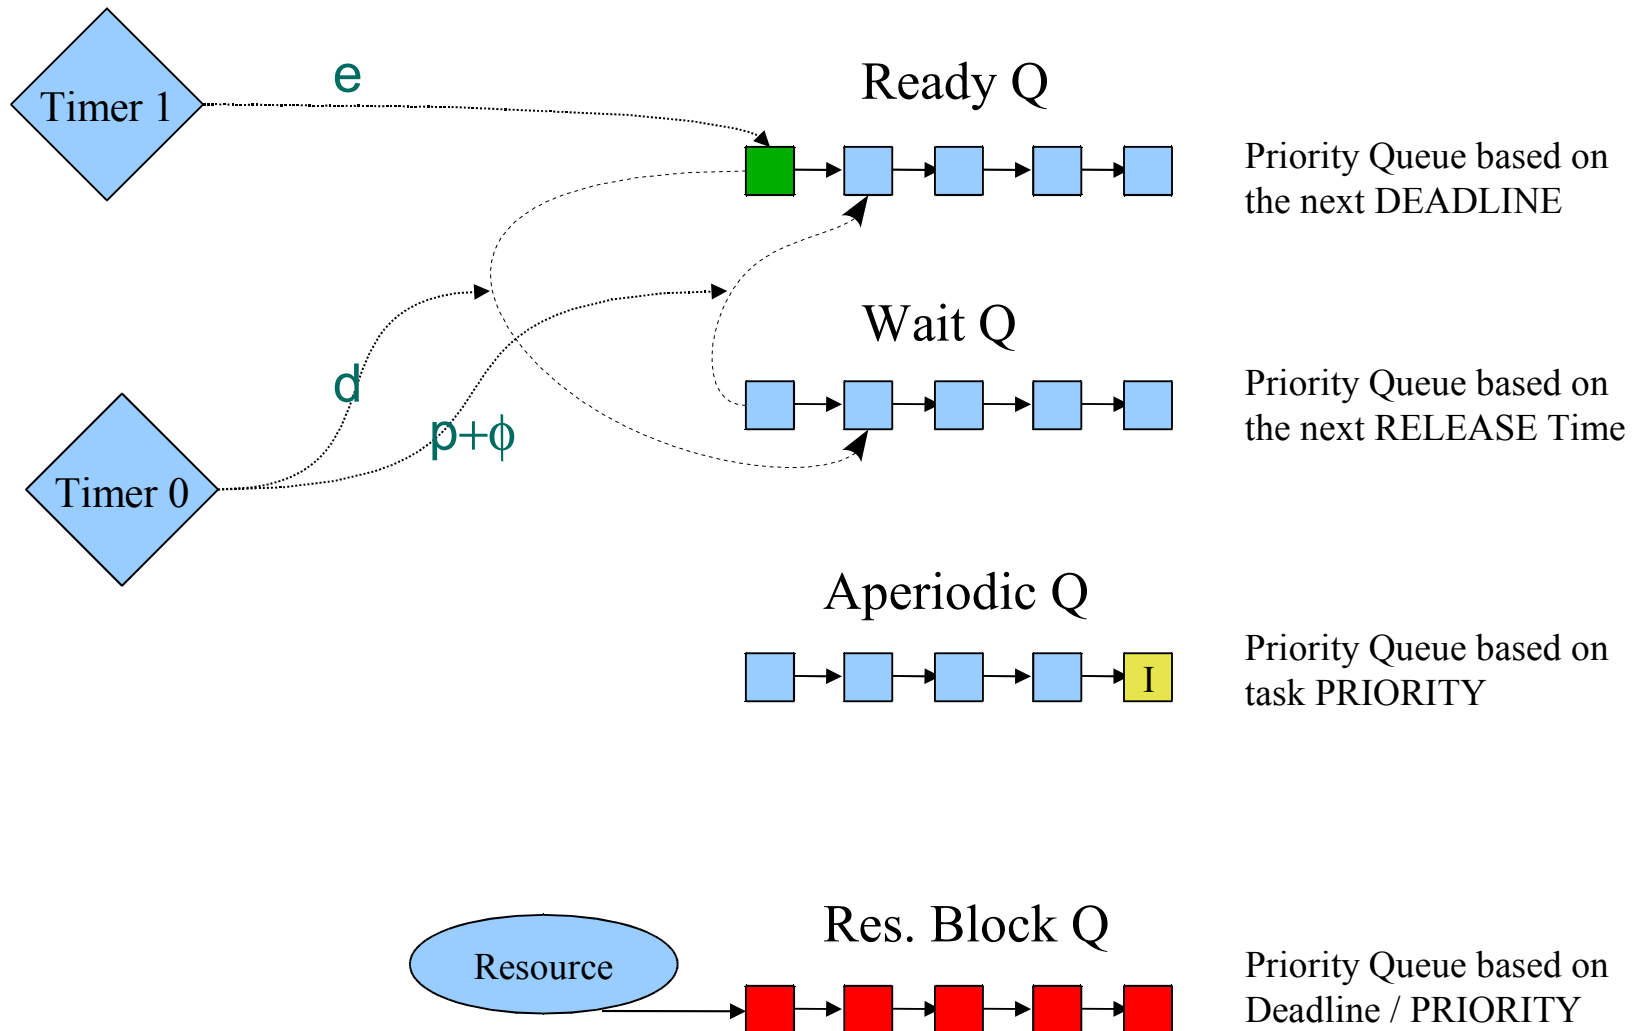 e
Ready Q
Timer 1
Priority Queue based on
the next DEADLINE
Wait Q
d
Priority Queue based on
the next RELEASE Time
p+ϕ
Timer 0
Aperiodic Q
Priority Queue based on
task PRIORITY
I
Res. Block Q
Resource
Priority Queue based on
Deadline / PRIORITY